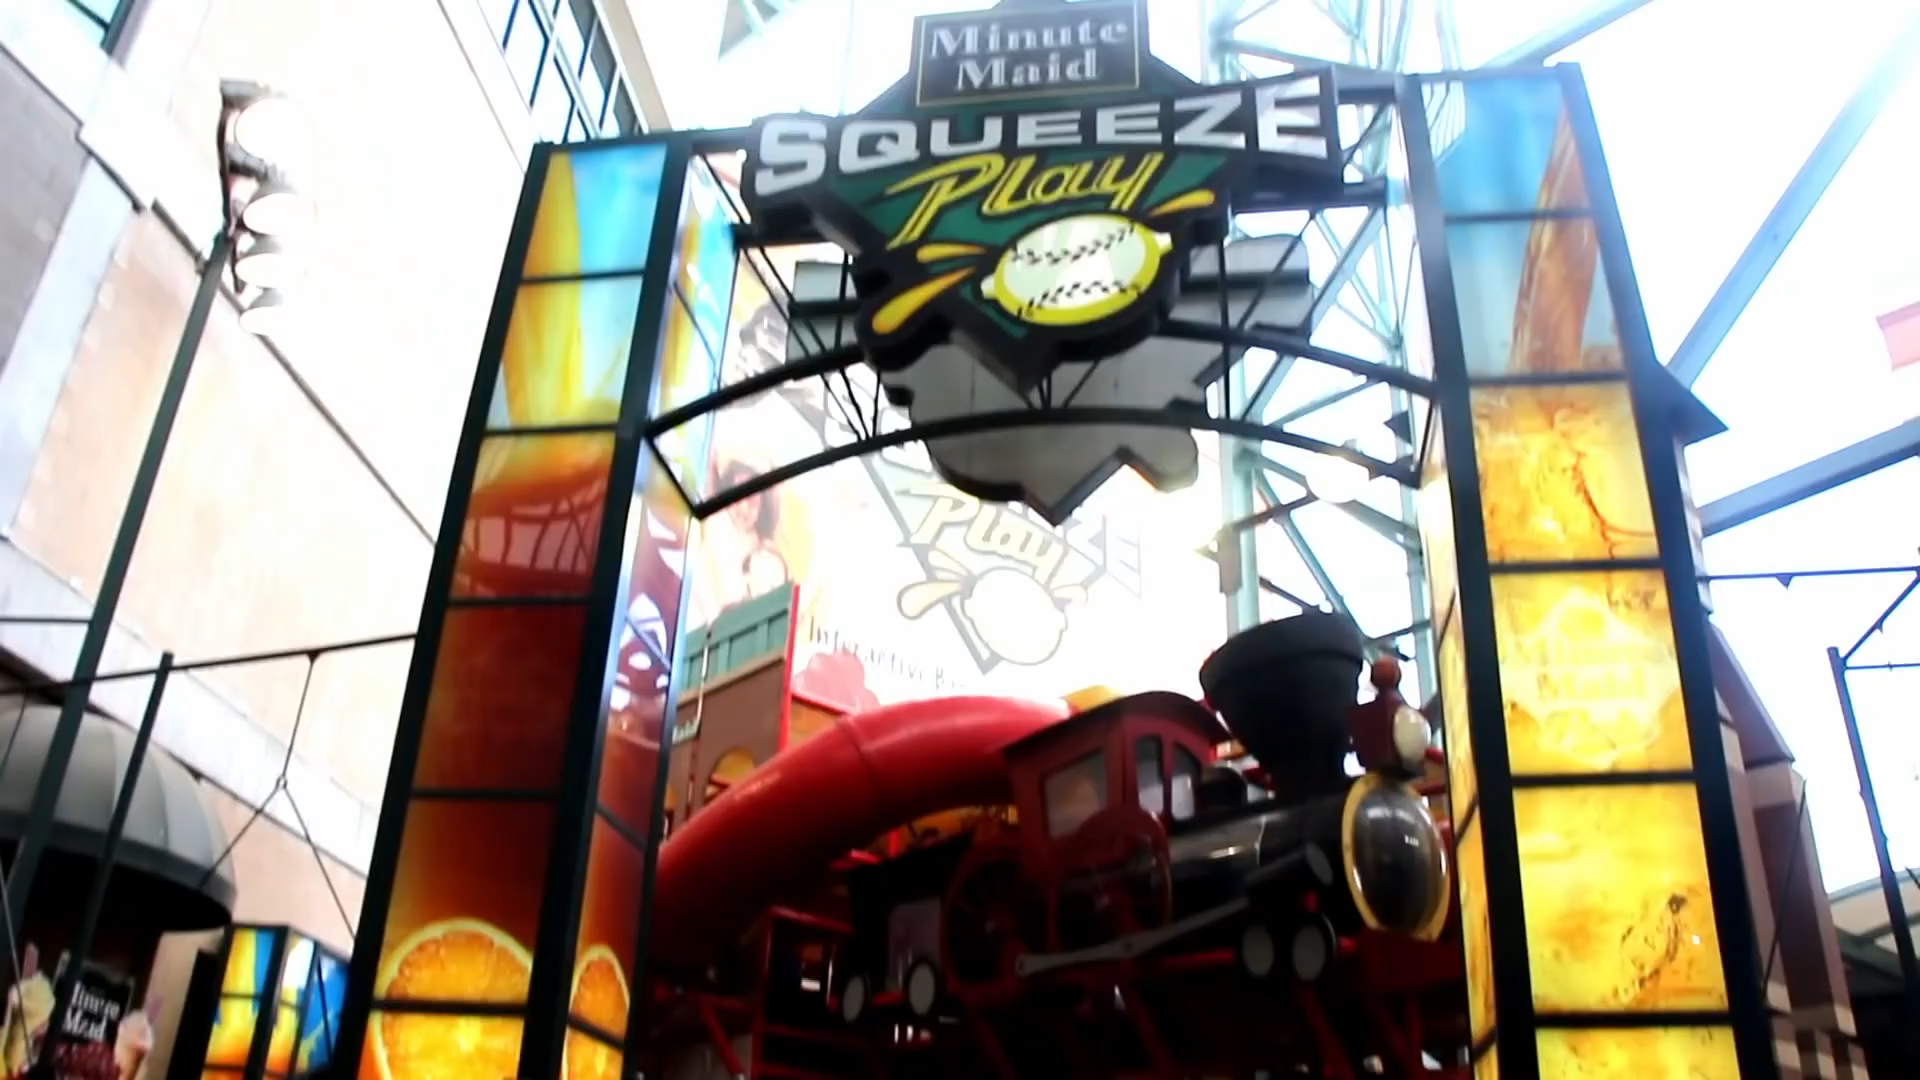 Minute
Maid
SQUEEZE
Play
Play
Interactive
Minute
Maid